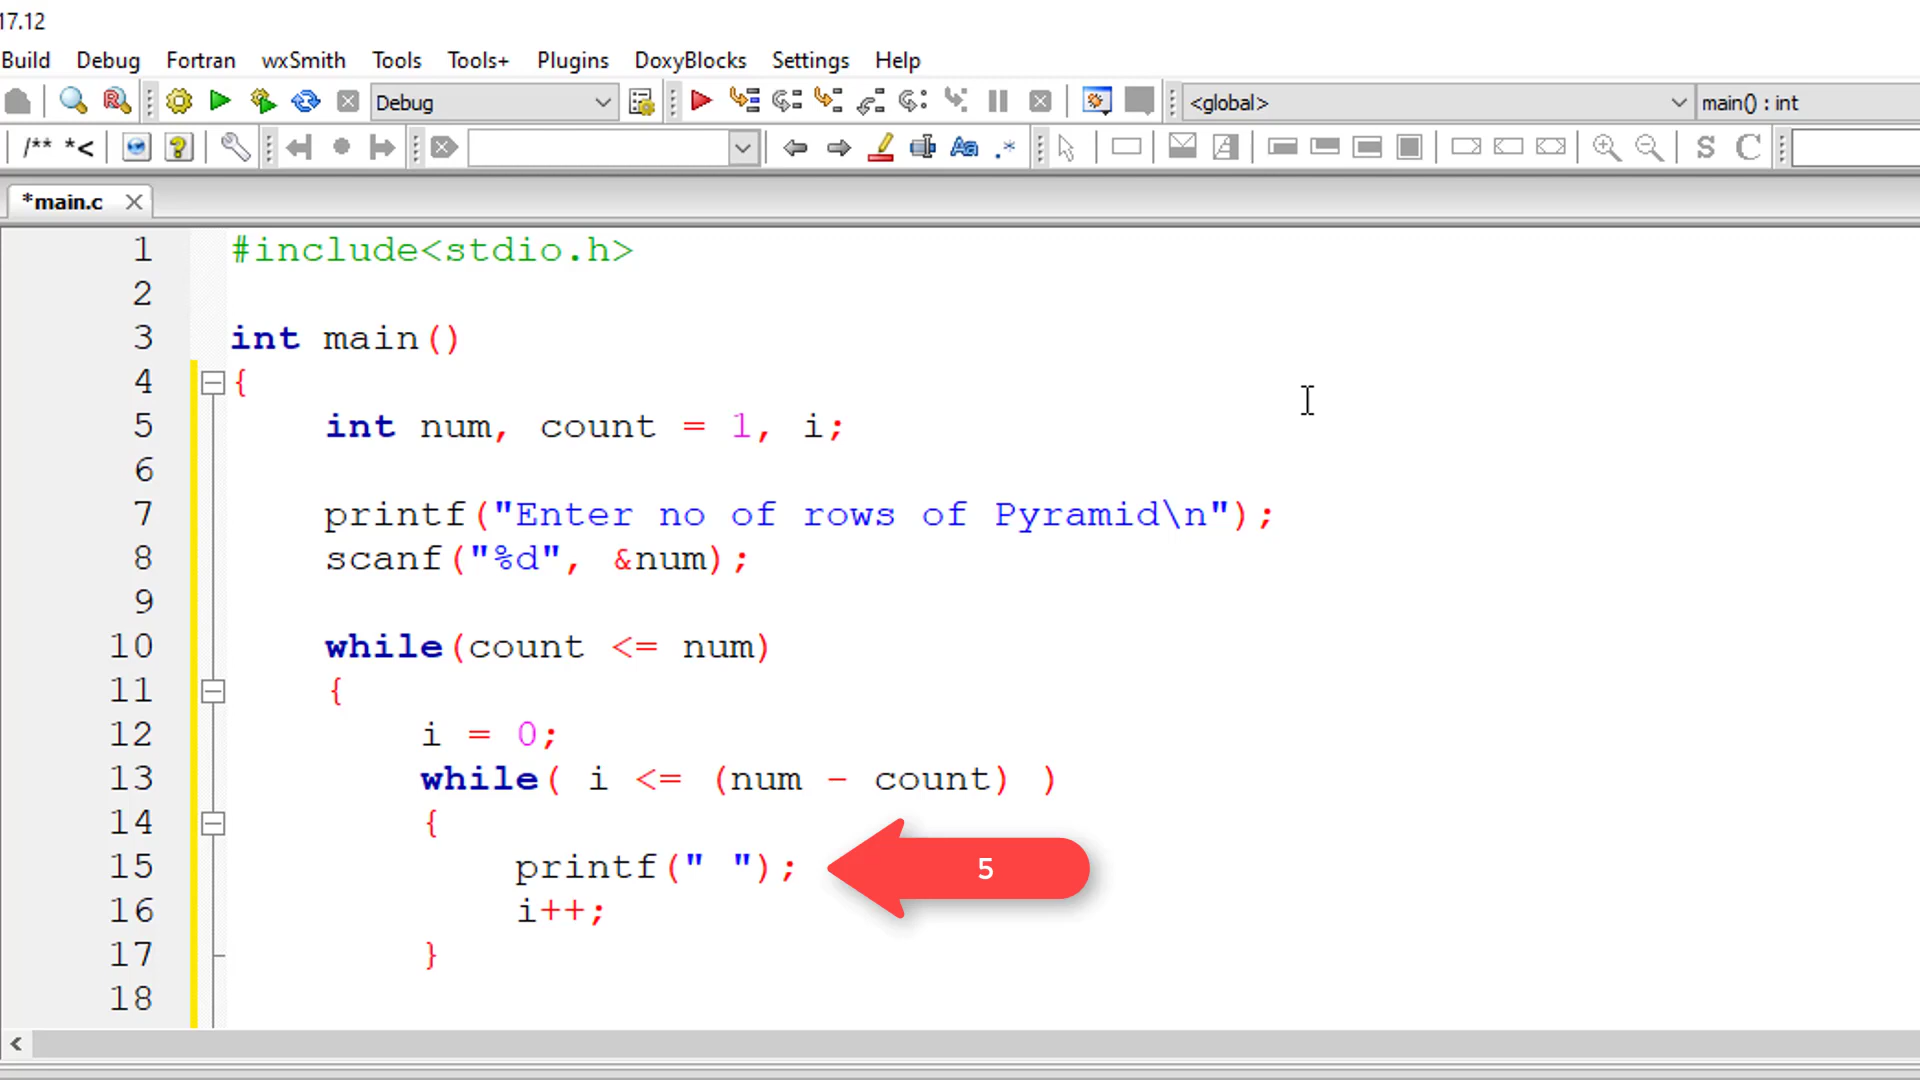 17.12
Build Debug Fortran wxSmith Tools Tools+ Plugins DoxyBlocks Settings Help
Debug <global> main() : int
/** *< Aa .* S C
*main.c
1 #include<stdio.h>
2
3 int main()
4 {
5 int num, count = 1, i;
6
7 printf("Enter no of rows of Pyramid\n");
8 scanf("%d", &num);
9
10 while(count <= num)
11 {
12 i = 0;
13 while( i <= (num - count) )
14 {
15 printf(" "); 5
16 i++;
17 }
18